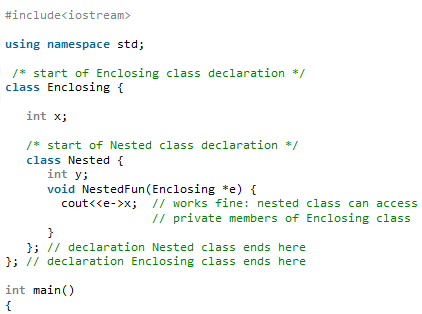 #include<iostream>
using namespace std;
/* start of Enclosing class declaration */
class Enclosing {
int x;
/* start of Nested class declaration */
class Nested {
int y;
void NestedFun(Enclosing *e) {
cout<<e->x;  // works fine: nested class can access
// private members of Enclosing class
}
}; // declaration Nested class ends here
}; // declaration Enclosing class ends here
int main()
{